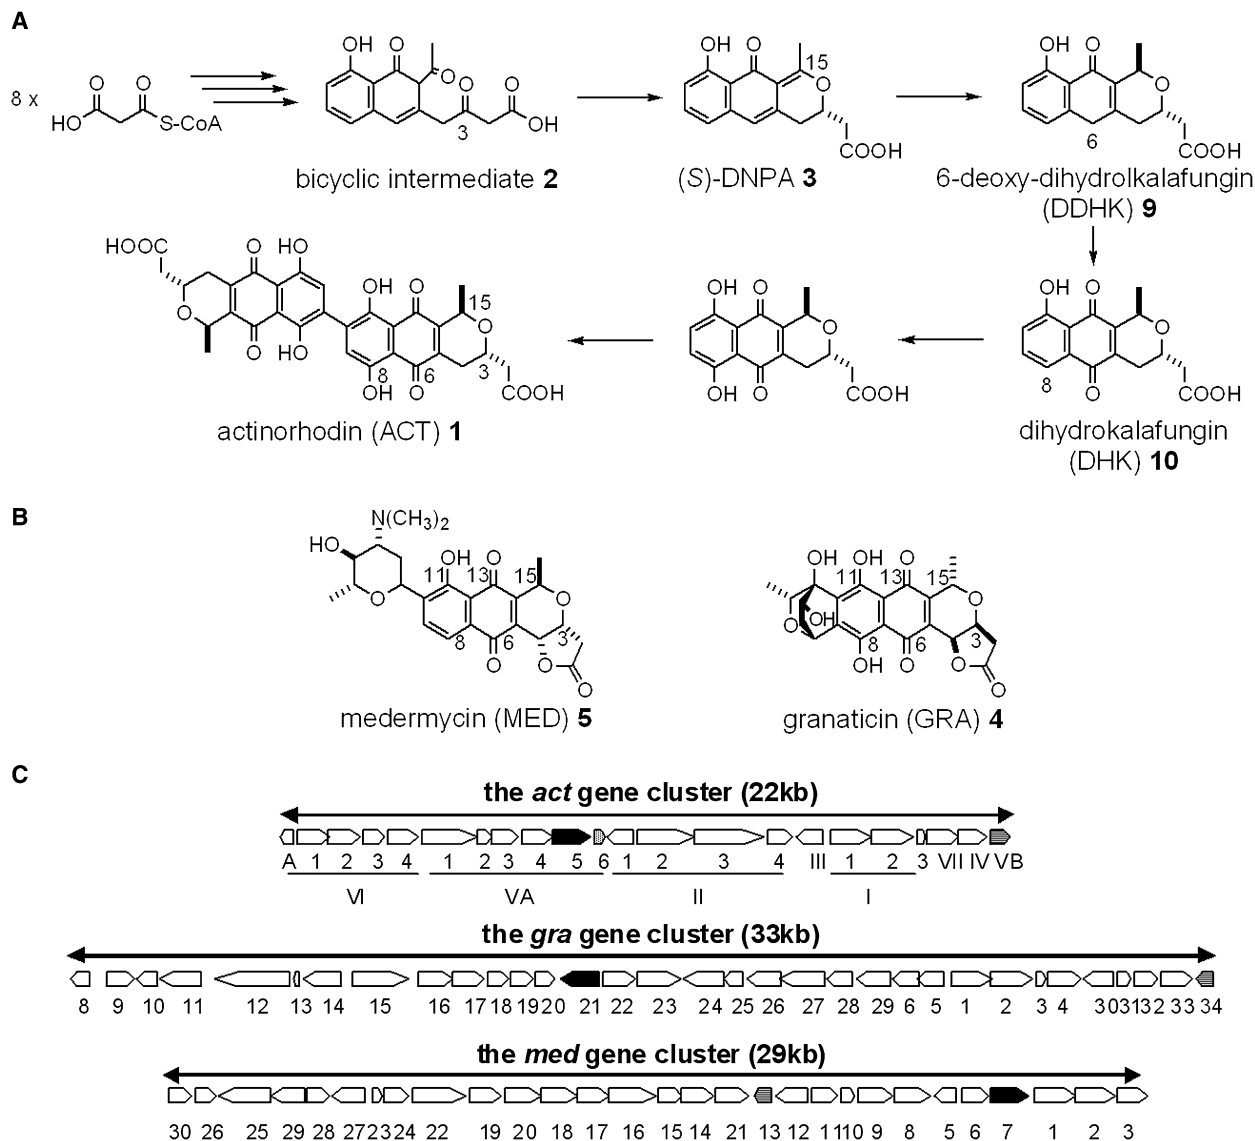 A
8 x
O O
HO S-CoA
OH O
O
O O
OH
3
bicyclic intermediate 2
OH O
15
O
COOH
(S)-DNPA 3
OH O
O
6
COOH
6-deoxy-dihydrolkalafungin
(DDHK) 9
HOOC
O HO
OH O
15
O
O
3
O HO
8 6
OH O
COOH
actinorhodin (ACT) 1
OH O
O
OH O
COOH
OH O
O
8
O
COOH
dihydrokalafungin
(DHK) 10
B
N(CH3)2
HO
OH O
11 13 15
O
O
8 6 3
O O
O
medermycin (MED) 5
OH OH O
11 13 15
O
OH
O
8 6 3
OH O O
O
granaticin (GRA) 4
C
the act gene cluster (22kb)
A 1 2 3 4 1 2 3 4 5 6 1 2 3 4 III 1 2 3 VII IV VB
VI VA II I
the gra gene cluster (33kb)
8 9 10 11 12 13 14 15 16 17 18 19 20 21 22 23 24 25 26 27 28 29 6 5 1 2 3 4 30 31 32 33 34
the med gene cluster (29kb)
30 26 25 29 28 27 23 24 22 19 20 18 17 16 15 14 21 13 12 11 10 9 8 5 6 7 1 2 3